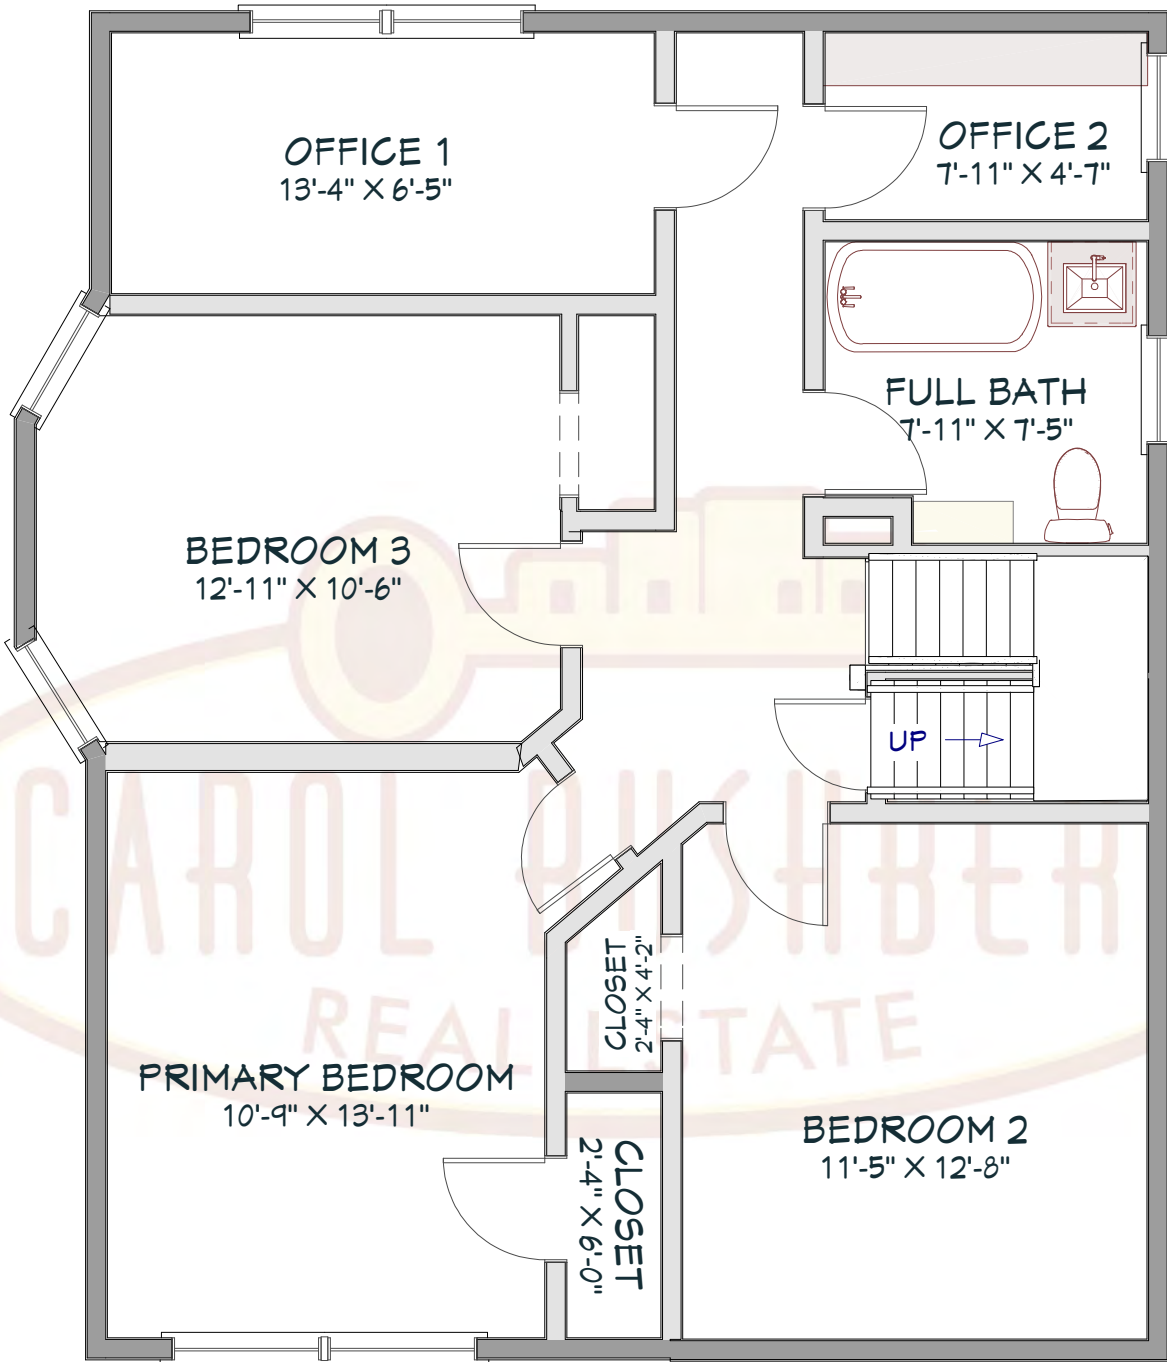 OFFICE 1
13'-4" X 6'-5"
OFFICE 2
7'-11" X 4'-7"
FULL BATH
7'-11" X 7'-5"
BEDROOM 3
12'-11" X 10'-6"
UP
CLOSET
2'-4" X 4'-2"
PRIMARY BEDROOM
10'-9" X 13'-11"
BEDROOM 2
11'-5" X 12'-8"
CLOSET
2'-4" X 6'-0"
CAROL
REAL ESTATE